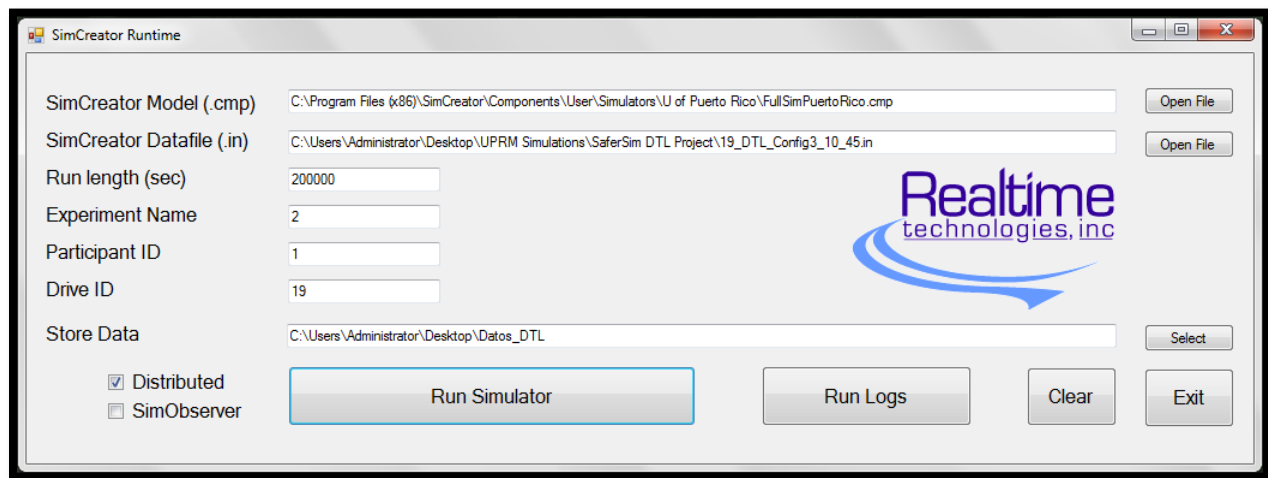 SimCreator Runtime
SimCreator Model (.cmp) C:\Program Files (x86)\SimCreator\Components\User\Simulators\U of Puerto Rico\FullSimPuertoRico.cmp Open File
SimCreator Datafile (.in) C:\Users\Administrator\Desktop\UPRM Simulations\SaferSim DTL Project\19_DTL_Config3_10_45.in Open File
Run length (sec) 200000
Experiment Name 2
Participant ID 1
Drive ID 19
Realtime
technologies, inc
Store Data C:\Users\Administrator\Desktop\Datos_DTL Select
Distributed
SimObserver
Run Simulator Run Logs Clear Exit